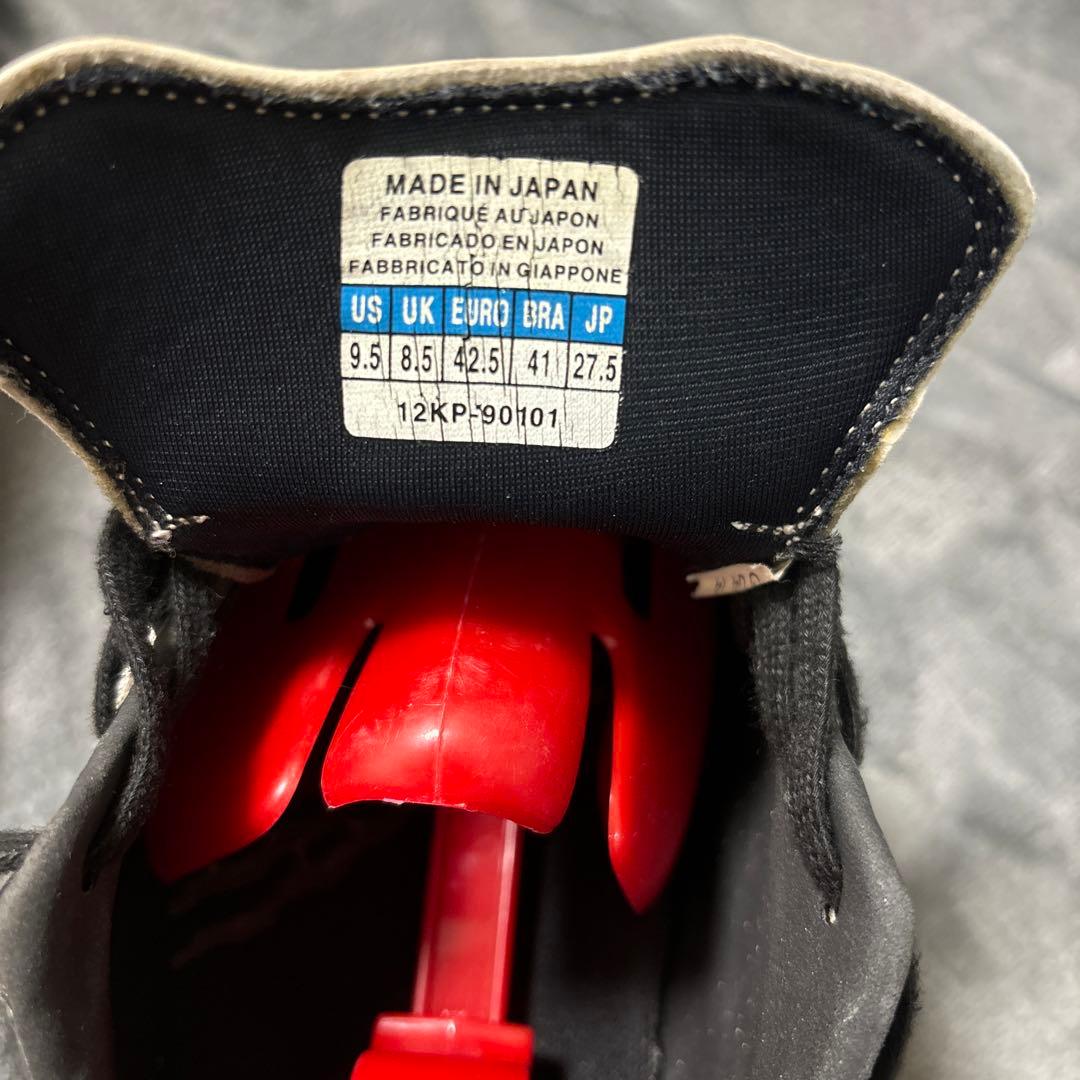 MADE IN JAPAN
FABRIQUÉ AU JAPON
FABRICADO EN JAPON
FABBRICATO IN GIAPPONE
US UK EURO BRA JP
9.5 8.5 42.5 41 27.5
12KP-90101